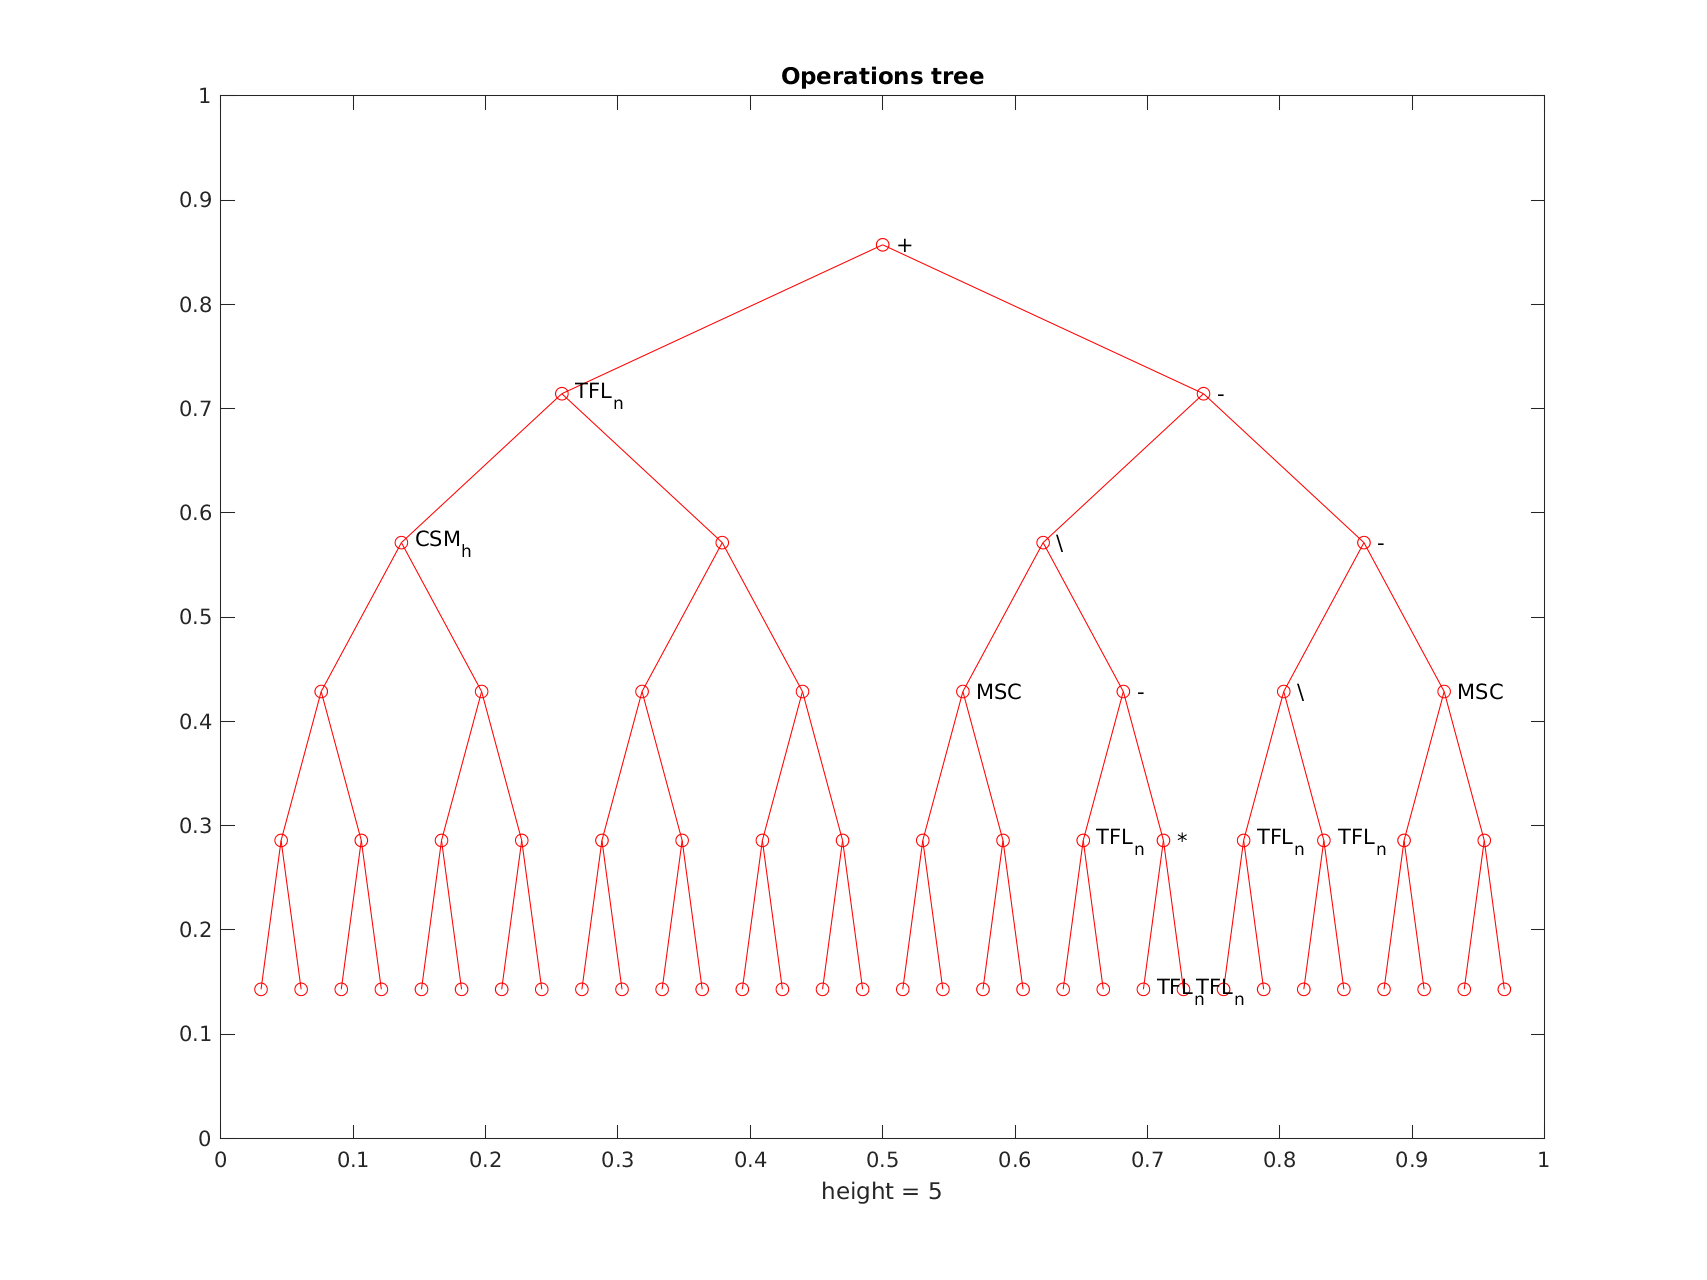 Operations tree
1
0.9
+
0.8
TFLn -
0.7
0.6
CSMh \ -
0.5
MSC - \ MSC
0.4
0.3
TFLn * TFLn TFLn
0.2
TFLn TFLn
0.1
0
0 0.1 0.2 0.3 0.4 0.5 0.6 0.7 0.8 0.9 1
height = 5